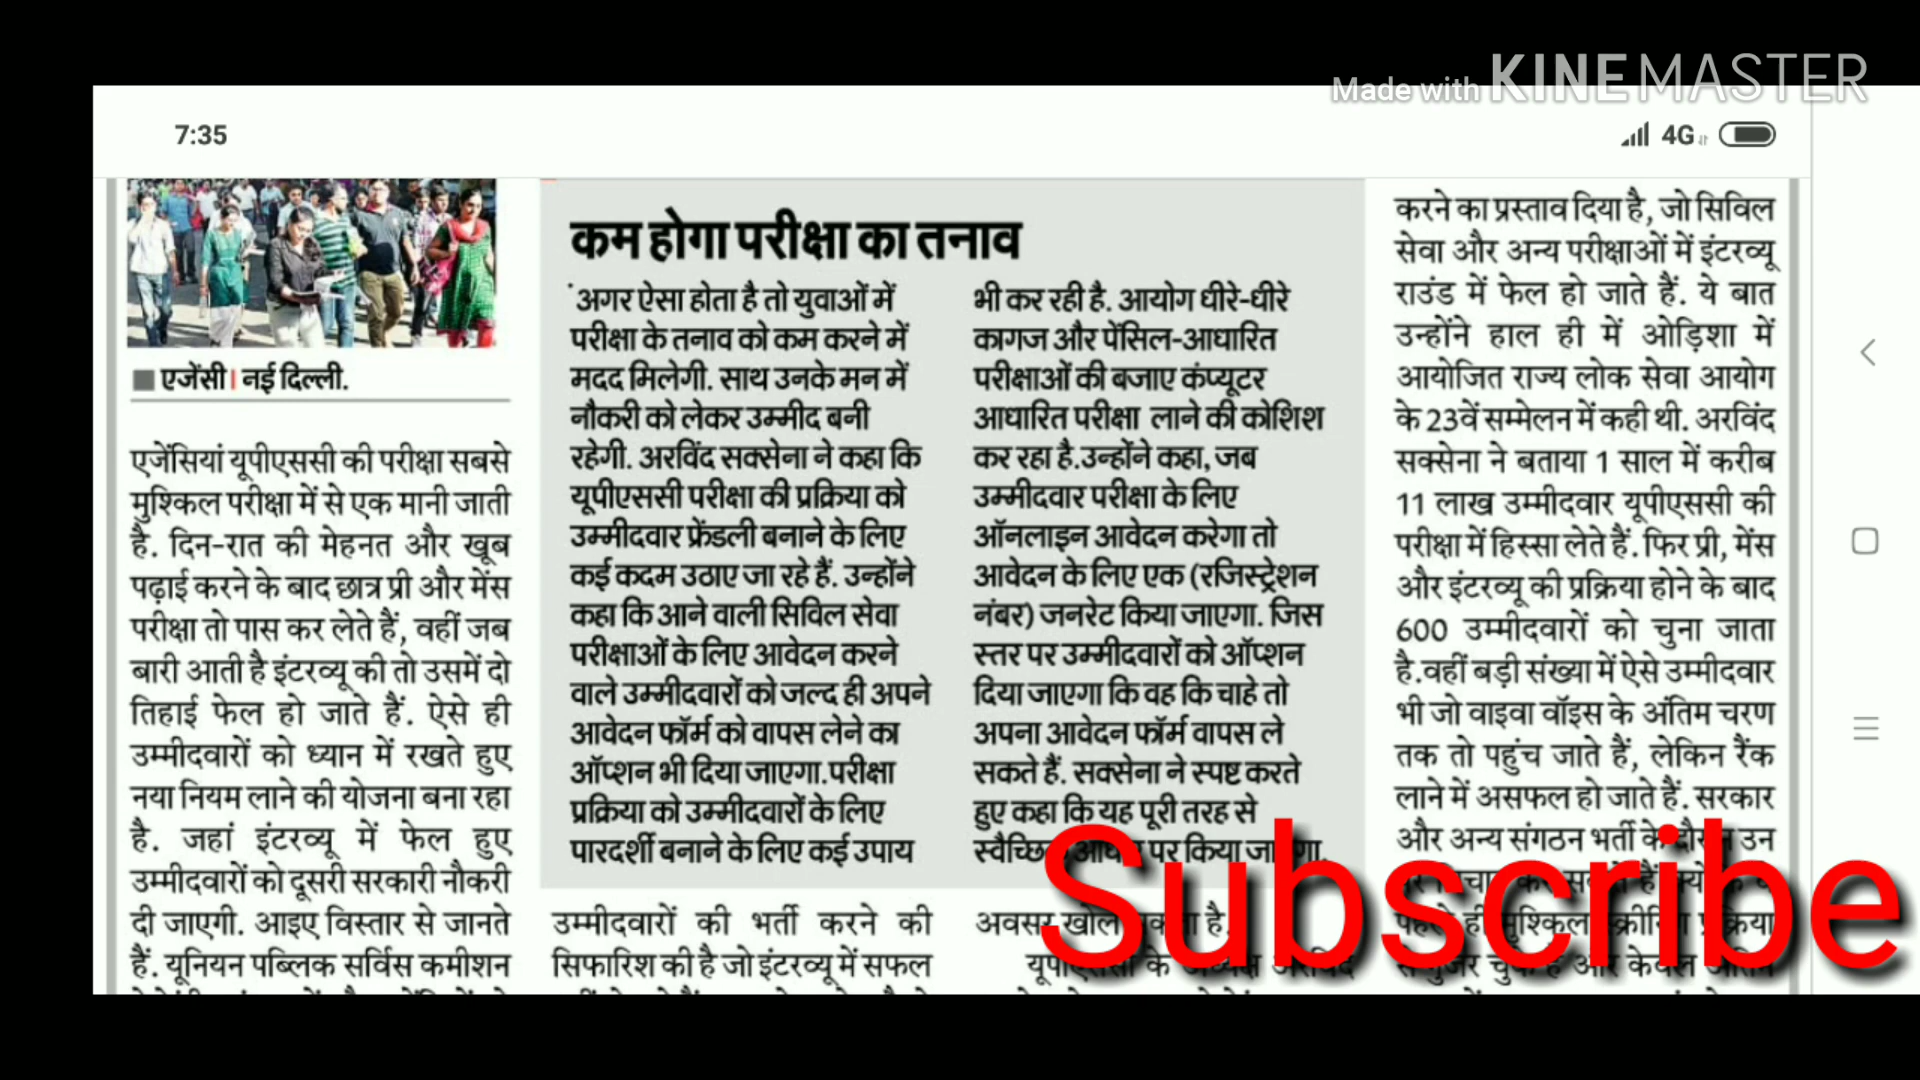 Made with KINEMASTER
7:35
4G
एजेंसी। नई दिल्ली.
एजेंसियां यूपीएससी की परीक्षा सबसे
मुश्किल परीक्षा में से एक मानी जाती
है. दिन-रात की मेहनत और खूब
पढ़ाई करने के बाद छात्र प्री और मेंस
परीक्षा तो पास कर लेते हैं, वहीं जब
बारी आती है इंटरव्यू की तो उसमें दो
तिहाई फेल हो जाते हैं. ऐसे ही
उम्मीदवारों को ध्यान में रखते हुए
नया नियम लाने की योजना बना रहा
है. जहां इंटरव्यू में फेल हुए
उम्मीदवारों को दूसरी सरकारी नौकरी
दी जाएगी. आइए विस्तार से जानते
हैं. यूनियन पब्लिक सर्विस कमीशन
कम होगा परीक्षा का तनाव
अगर ऐसा होता है तो युवाओं में
परीक्षा के तनाव को कम करने में
मदद मिलेगी. साथ उनके मन में
नौकरी को लेकर उम्मीद बनी
रहेगी. अरविंद सक्सेना ने कहा कि
यूपीएससी परीक्षा की प्रक्रिया को
उम्मीदवार फ्रेंडली बनाने के लिए
कई कदम उठाए जा रहे हैं. उन्होंने
कहा कि आने वाली सिविल सेवा
परीक्षाओं के लिए आवेदन करने
वाले उम्मीदवारों को जल्द ही अपने
आवेदन फॉर्म को वापस लेने का
ऑप्शन भी दिया जाएगा.परीक्षा
प्रक्रिया को उम्मीदवारों के लिए
पारदर्शी बनाने के लिए कई उपाय
भी कर रही है. आयोग धीरे-धीरे
कागज और पेंसिल-आधारित
परीक्षाओं की बजाए कंप्यूटर
आधारित परीक्षा लाने की कोशिश
कर रहा है.उन्होंने कहा, जब
उम्मीदवार परीक्षा के लिए
ऑनलाइन आवेदन करेगा तो
आवेदन के लिए एक (रजिस्ट्रेशन
नंबर) जनरेट किया जाएगा. जिस
स्तर पर उम्मीदवारों को ऑप्शन
दिया जाएगा कि वह कि चाहे तो
अपना आवेदन फॉर्म वापस ले
सकते हैं. सक्सेना ने स्पष्ट करते
हुए कहा कि यह पूरी तरह से
पर किया
उम्मीदवारों की भर्ती करने की
सिफारिश की है जो इंटरव्यू में सफल
अवसर खोल है.
के
करने का प्रस्ताव दिया है, जो सिविल
सेवा और अन्य परीक्षाओं में इंटरव्यू
राउंड में फेल हो जाते हैं. ये बात
उन्होंने हाल ही में ओड़िशा में
आयोजित राज्य लोक सेवा आयोग
के 23वें सम्मेलन में कही थी. अरविंद
सक्सेना ने बताया 1 साल में करीब
11 लाख उम्मीदवार यूपीएससी की
परीक्षा में हिस्सा लेते हैं. फिर प्री, मेंस
और इंटरव्यू की प्रक्रिया होने के बाद
600 उम्मीदवारों को चुना जाता
है.वहीं बड़ी संख्या में ऐसे उम्मीदवार
भी जो वाइवा वॉइस के अंतिम चरण
तक तो पहुंच जाते हैं, लेकिन रैंक
लाने में असफल हो जाते हैं. सरकार
और अन्य संगठन भर्ती के दौरान उन
ही मुश्किल
और केवल
Subscribe